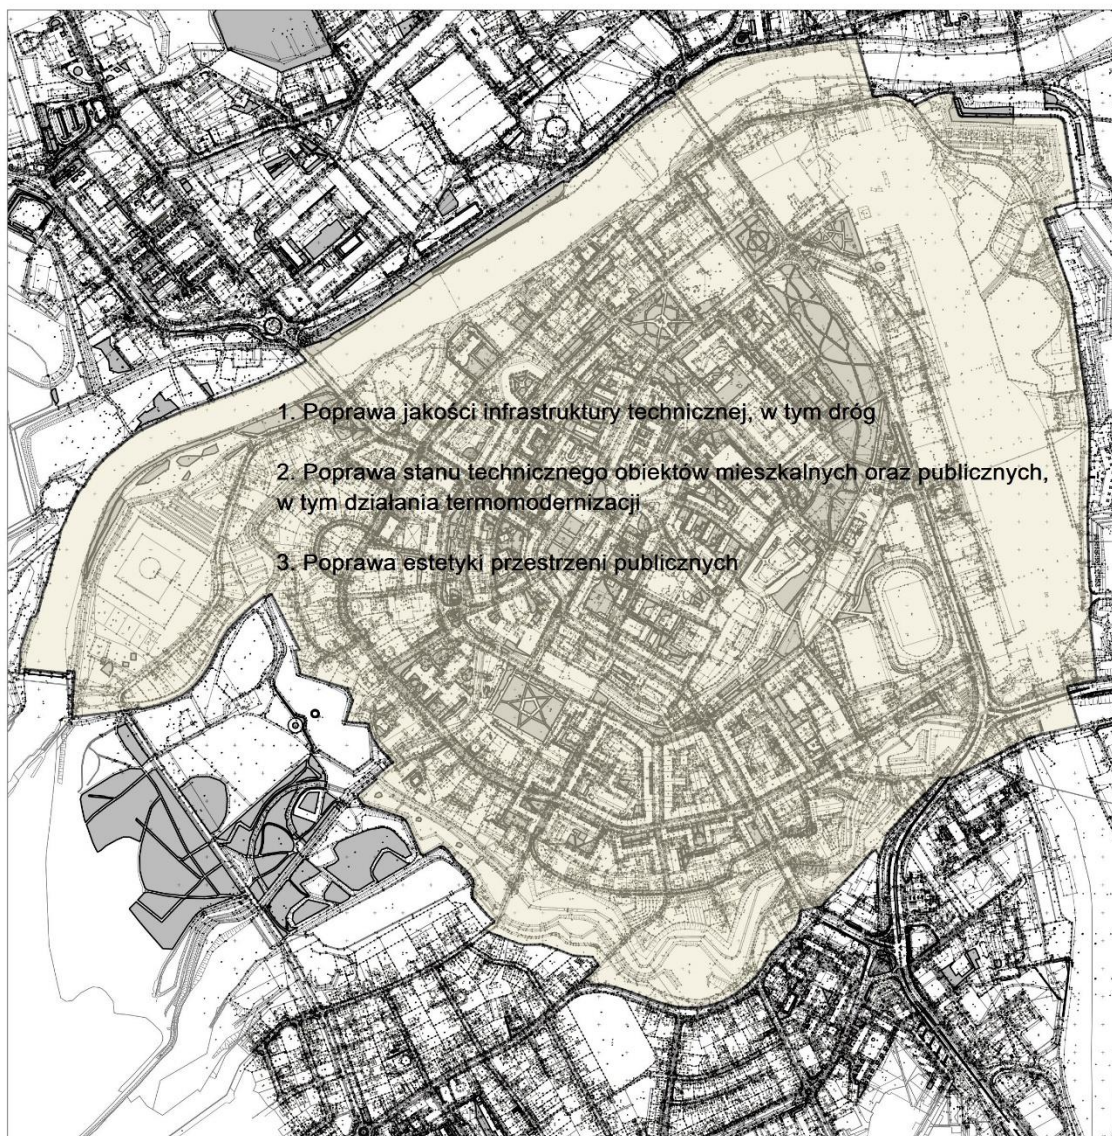 1. Poprawa jakości infrastruktury technicznej, w tym dróg
2. Poprawa stanu technicznego obiektów mieszkalnych oraz publicznych,
w tym działania termomodernizacji
3. Poprawa estetyki przestrzeni publicznych